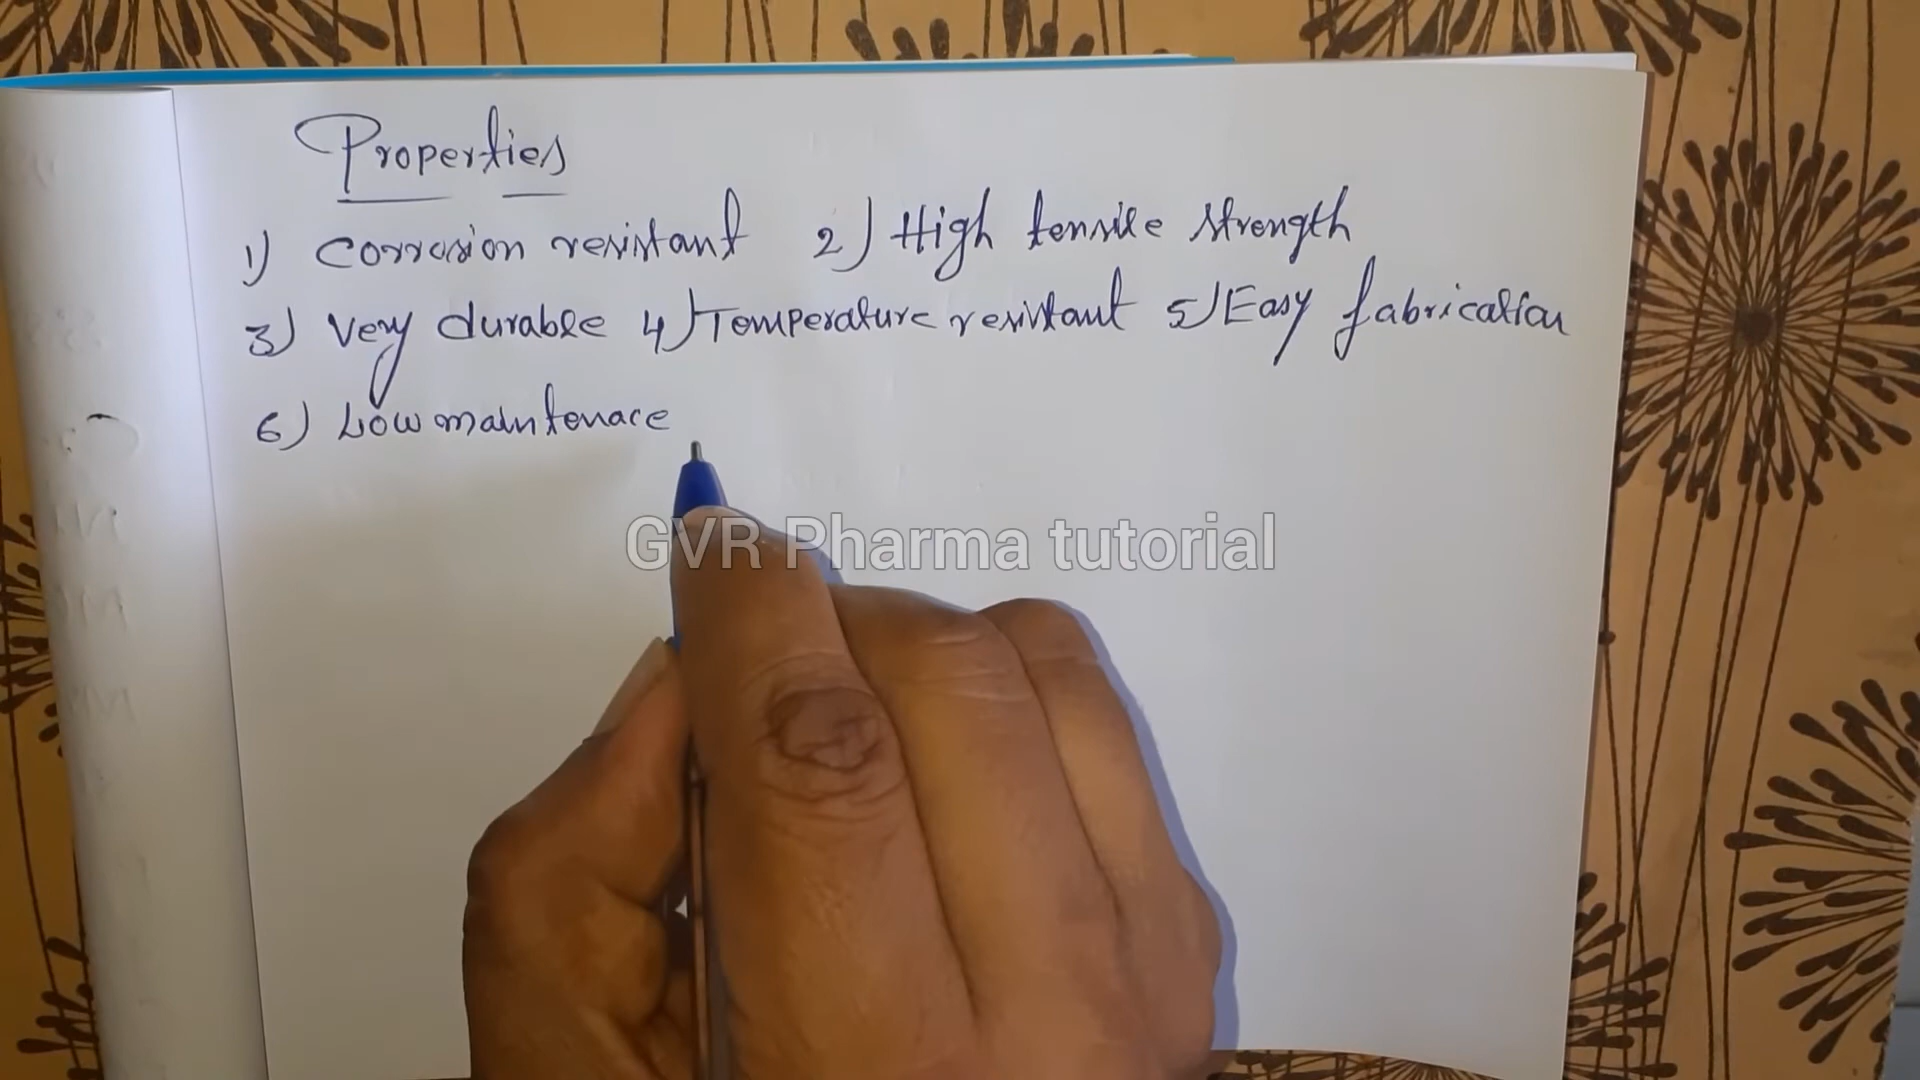 Properties
1) Corrosion resistant 2) High tensile strength
3) Very durable 4) Temperature resistant 5) Easy fabrication
6) Low maintenace
GVR Pharma tutorial